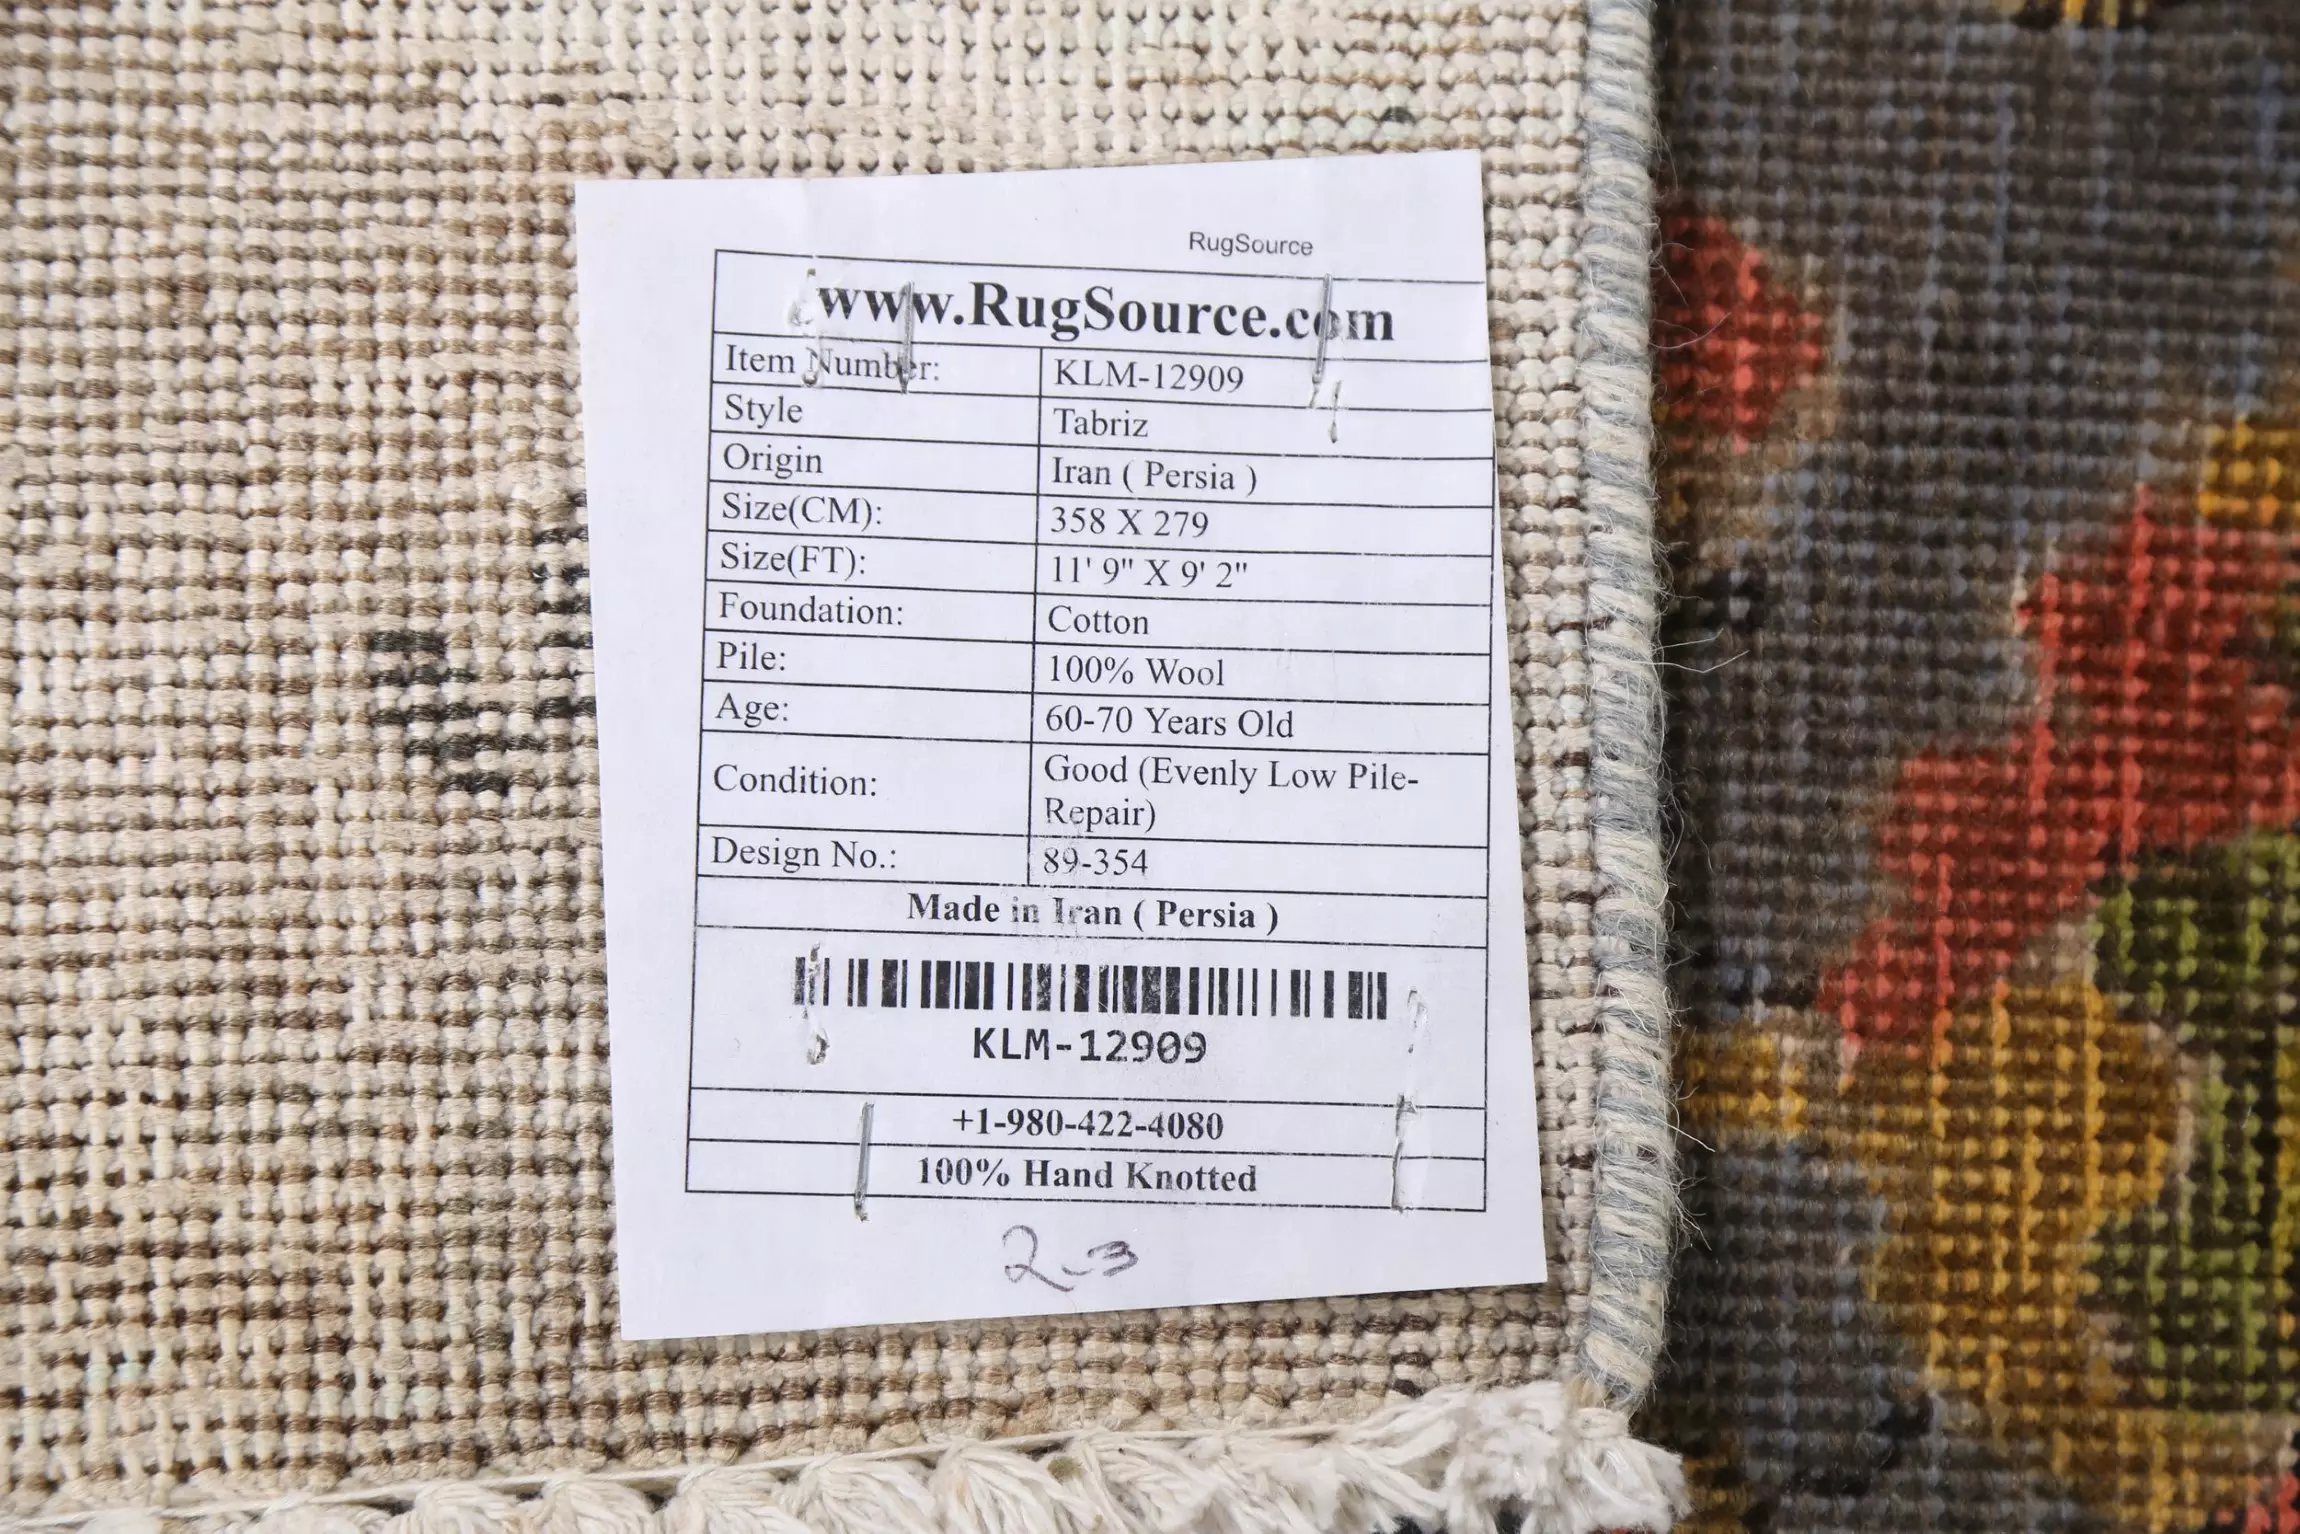 RugSource
www.RugSource.com
Item Number: KLM-12909
Style Tabriz
Origin Iran ( Persia )
Size(CM): 358 X 279
Size(FT): 11' 9" X 9' 2"
Foundation: Cotton
Pile: 100% Wool
Age: 60-70 Years Old
Condition: Good (Evenly Low Pile-
Repair)
Design No.: 89-354
Made in Iran ( Persia )
KLM-12909
+1-980-422-4080
100% Hand Knotted
2-3